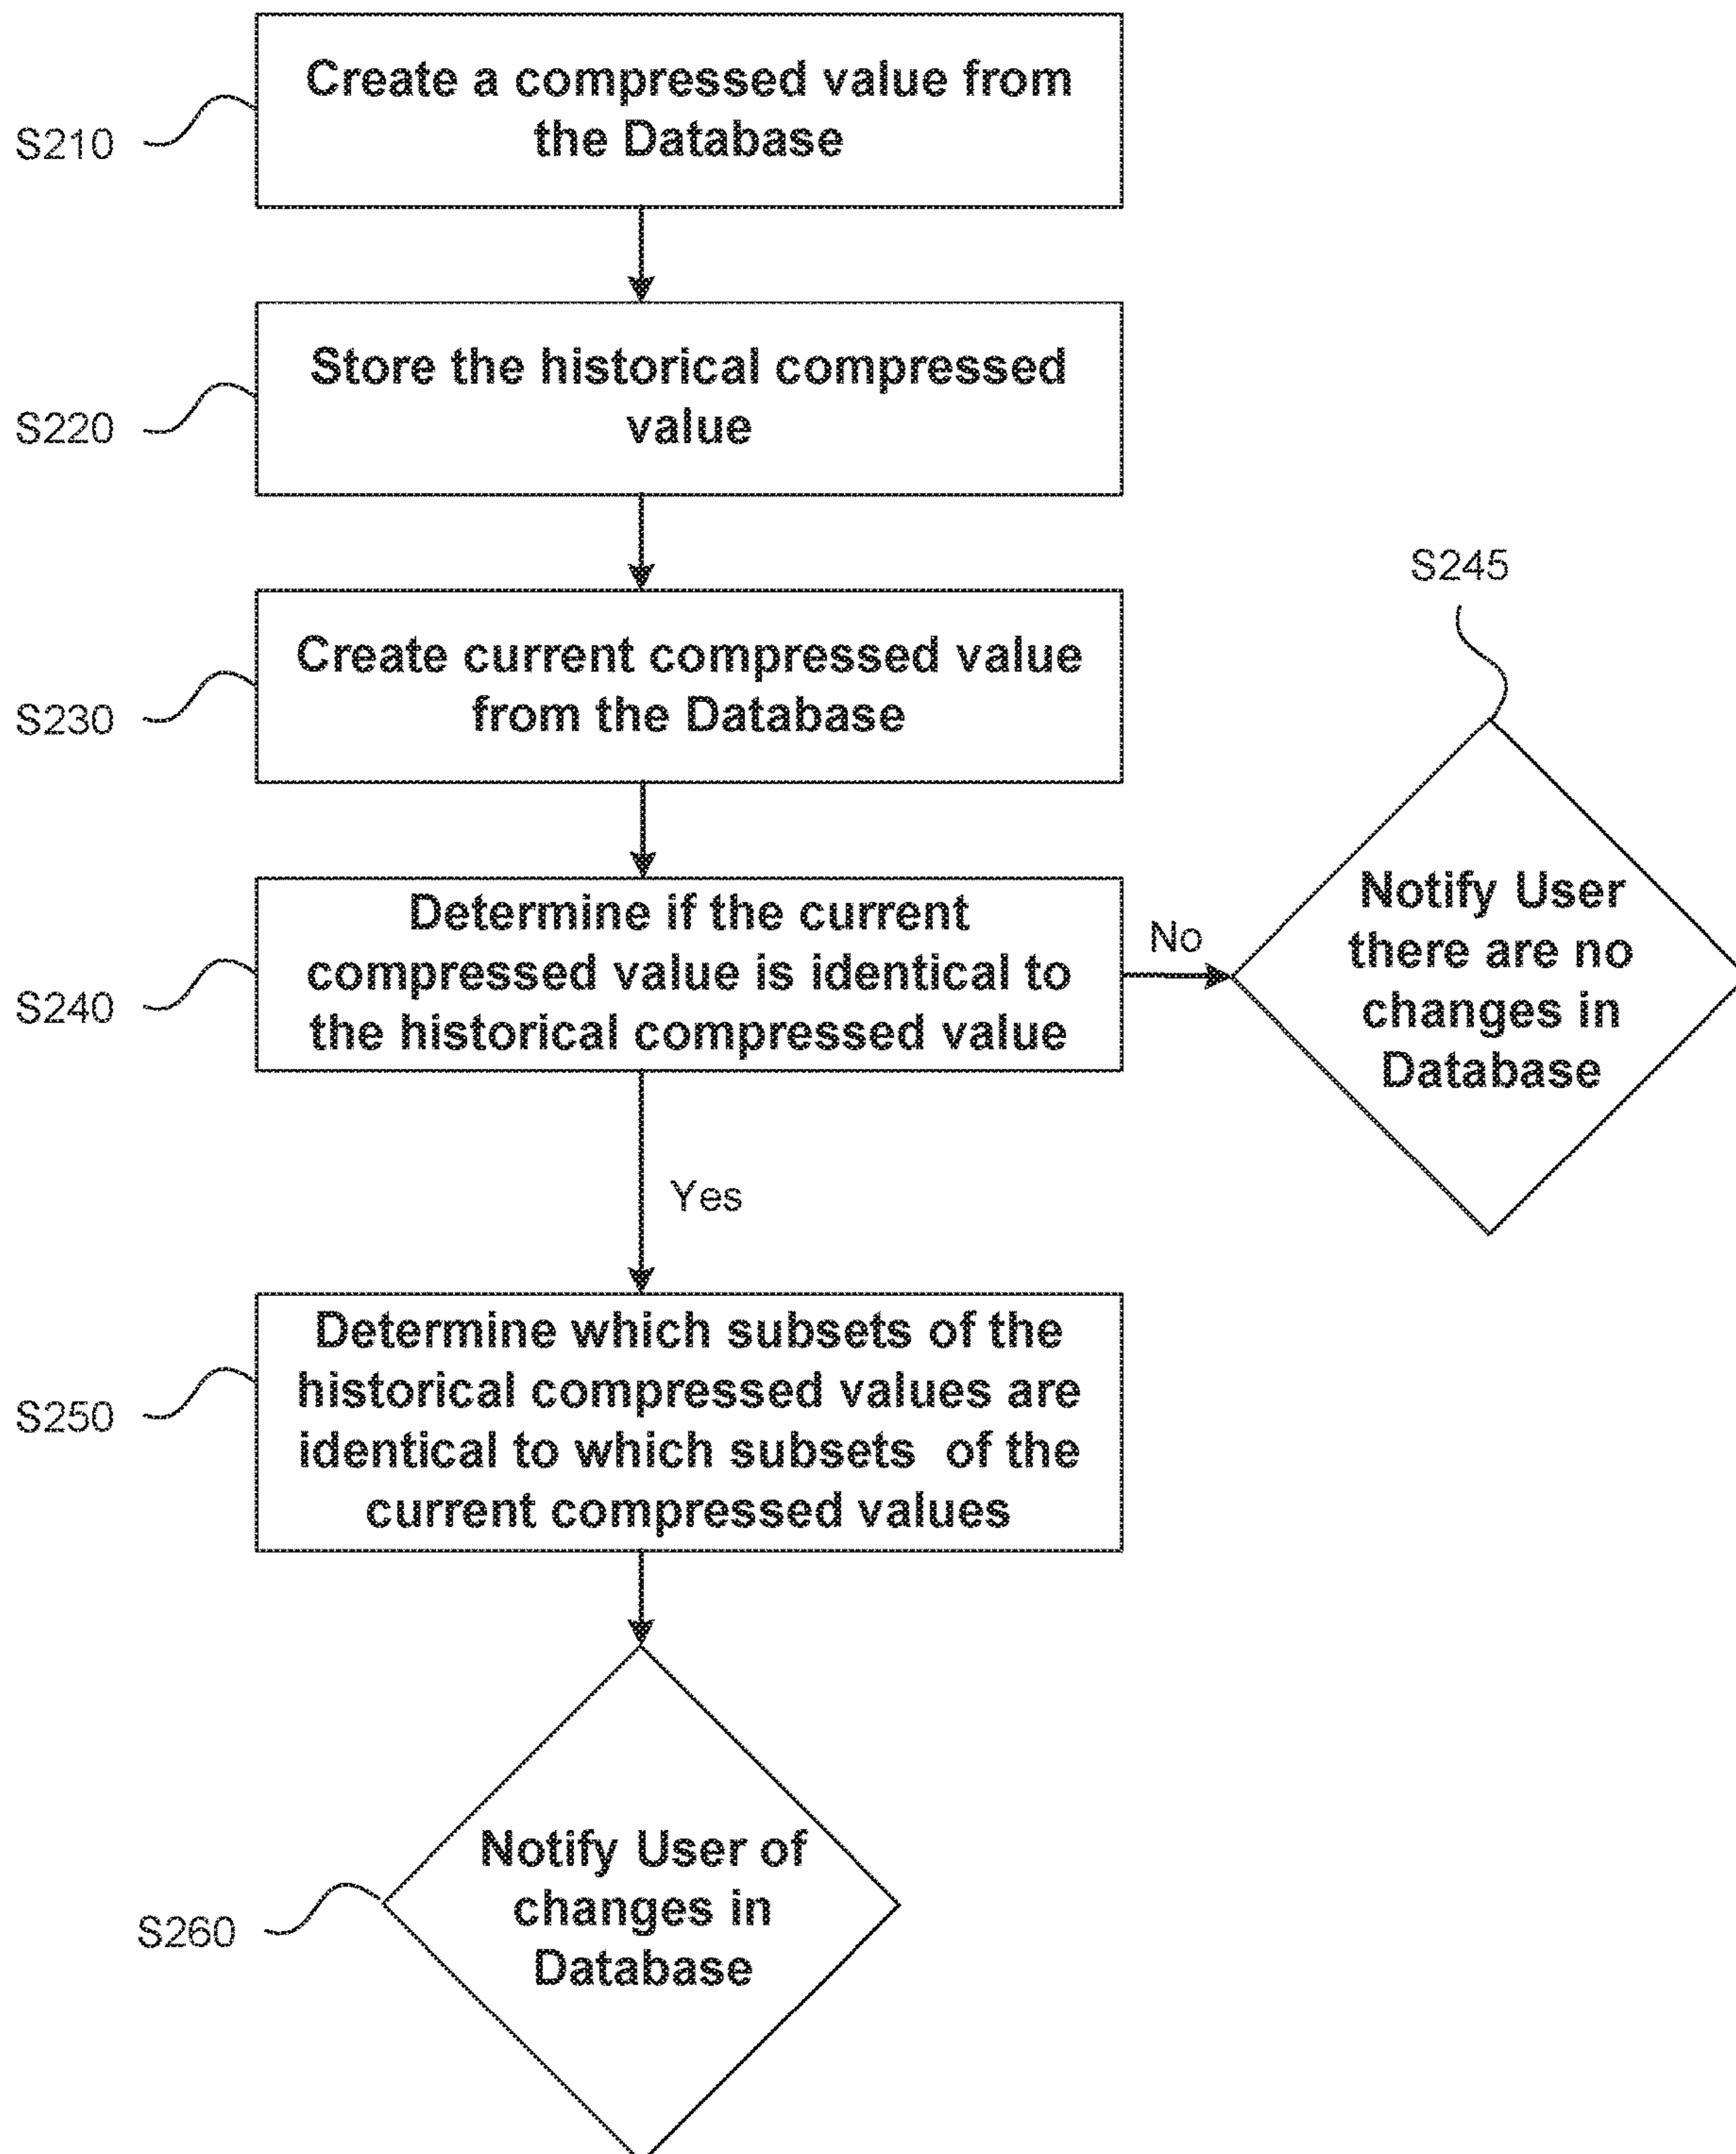 S210
Create a compressed value from
the Database
S220
Store the historical compressed
value
S230
Create current compressed value
from the Database
S240
Determine if the current
compressed value is identical to
the historical compressed value
No
S245
Notify User
there are no
changes in
Database
Yes
S250
Determine which subsets of the
historical compressed values are
identical to which subsets of the
current compressed values
S260
Notify User of
changes in
Database